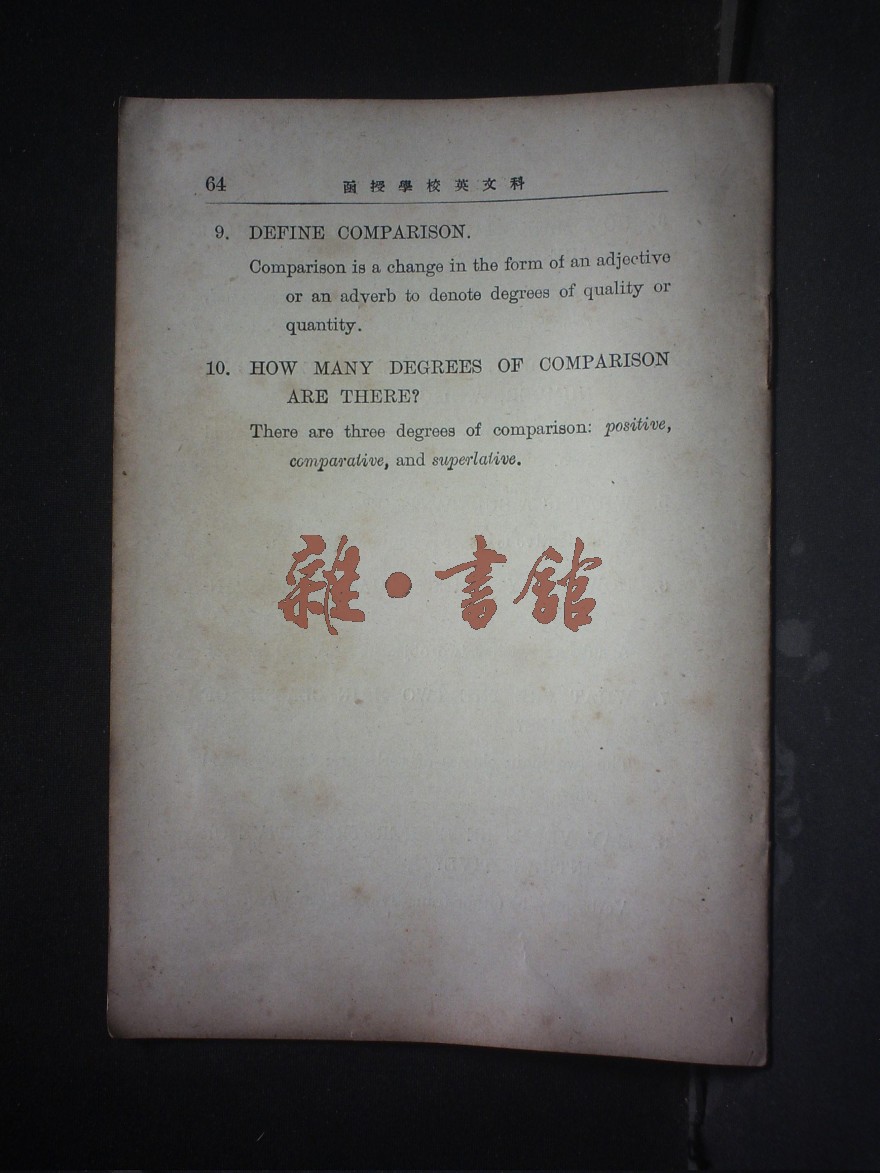 64 函授學校英文科
9. DEFINE COMPARISON.
Comparison is a change in the form of an adjective
or an adverb to denote degrees of quality or
quantity.
10. HOW MANY DEGREES OF COMPARISON
ARE THERE?
There are three degrees of comparison: positive,
comparative, and superlative.
雜·書館